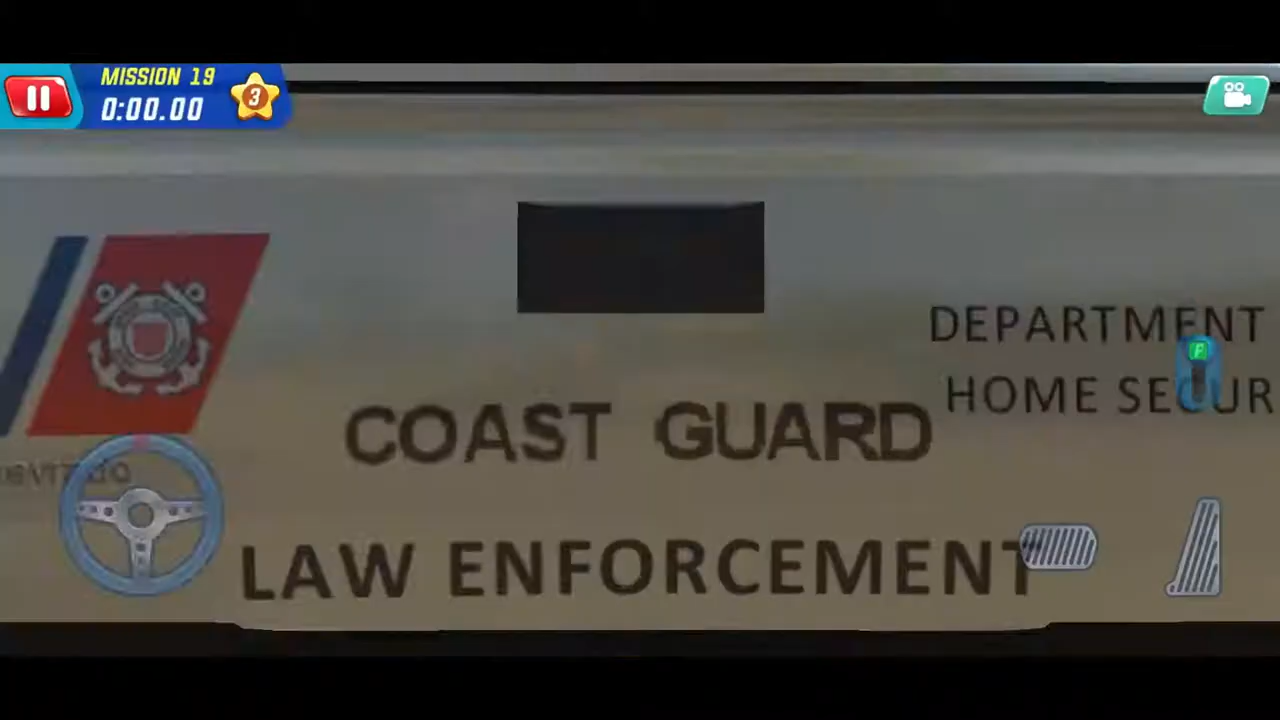 MISSION 19
0:00.00
3
DEPARTMENT
HOME SECUR
F
COAST GUARD
LAW ENFORCEMENT